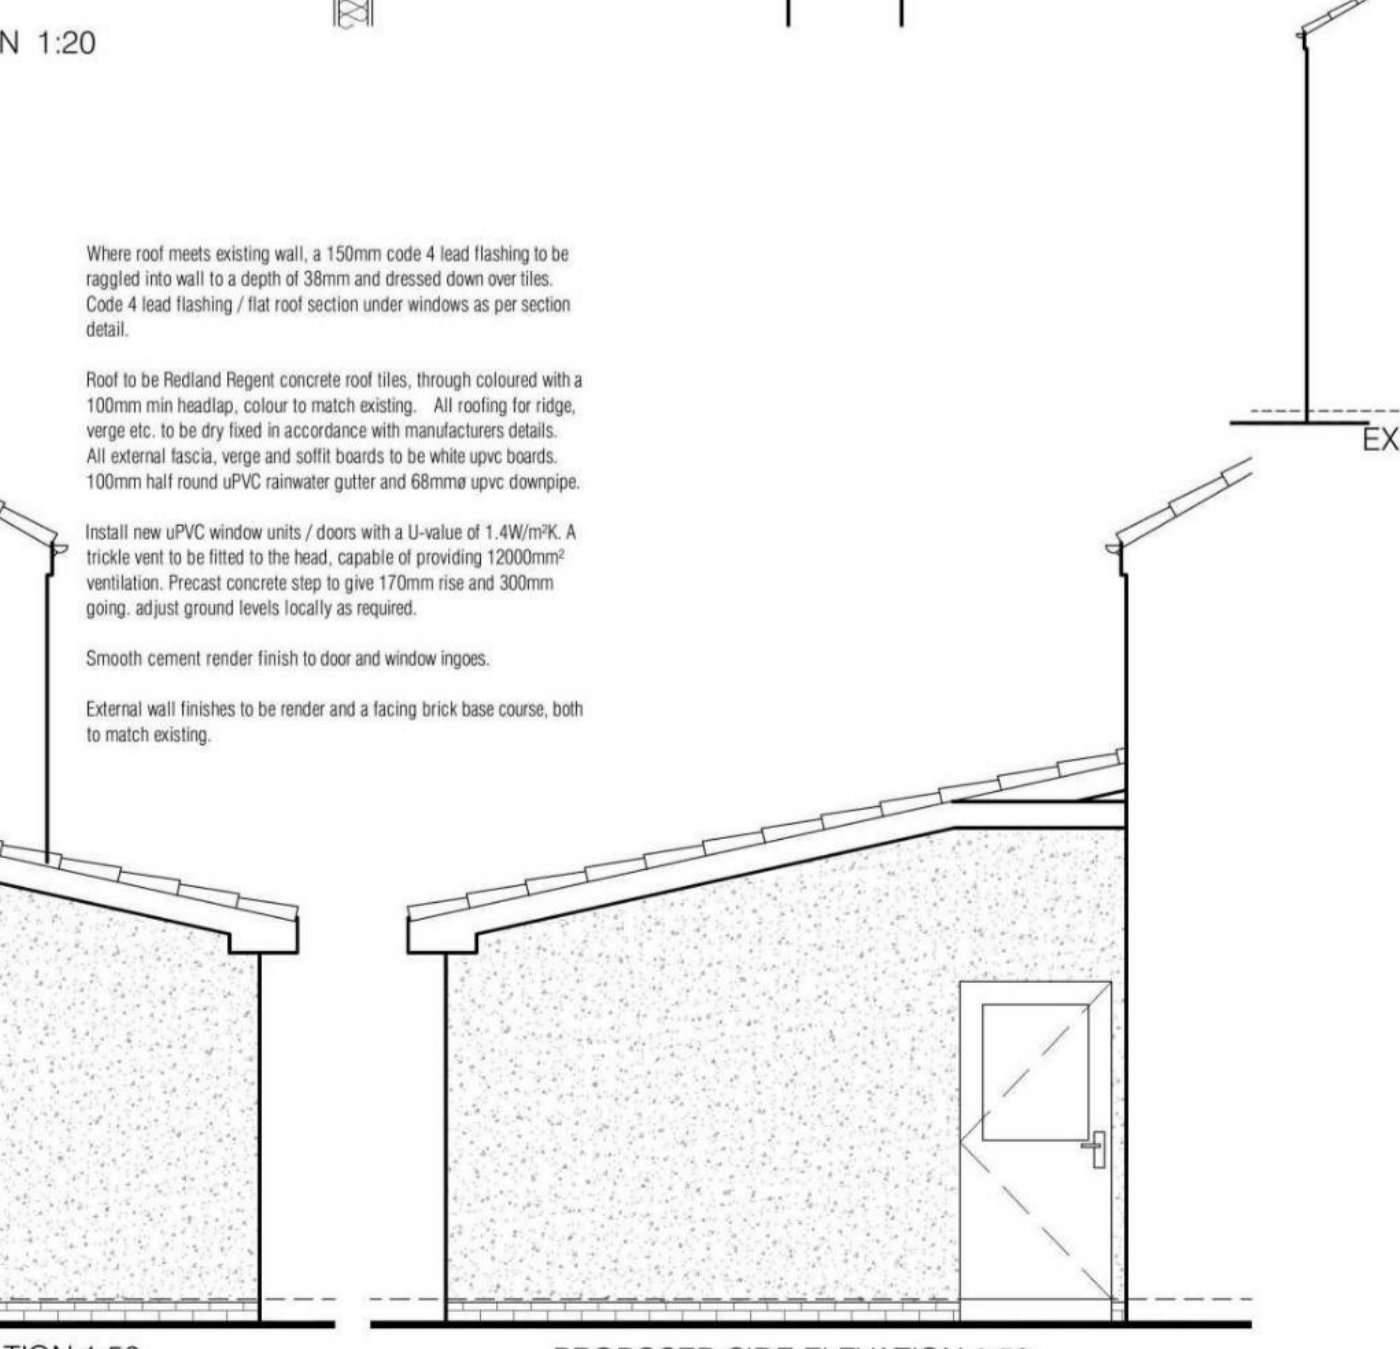 N 1:20
Where roof meets existing wall, a 150mm code 4 lead flashing to be
raggled into wall to a depth of 38mm and dressed down over tiles.
Code 4 lead flashing / flat roof section under windows as per section
detail.
Roof to be Redland Regent concrete roof tiles, through coloured with a
100mm min headlap, colour to match existing. All roofing for ridge,
verge etc. to be dry fixed in accordance with manufacturers details.
All external fascia, verge and soffit boards to be white upvc boards.
100mm half round uPVC rainwater gutter and 68mmø upvc downpipe.
Install new uPVC window units / doors with a U-value of 1.4W/m²K. A
trickle vent to be fitted to the head, capable of providing 12000mm²
ventilation. Precast concrete step to give 170mm rise and 300mm
going. adjust ground levels locally as required.
Smooth cement render finish to door and window ingoes.
External wall finishes to be render and a facing brick base course, both
to match existing.
EX
PROPOSED SIDE ELEVATION